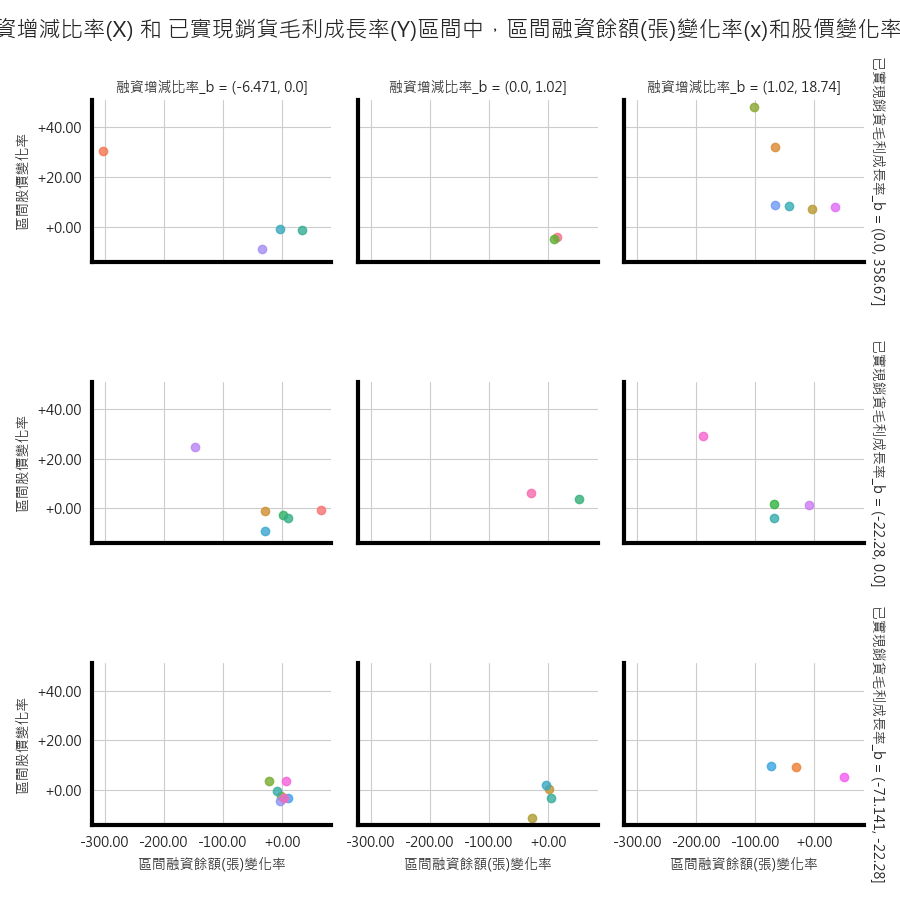 資增減比率(X) 和 已實現銷貨毛利成長率(Y)區間中，區間融資餘額(張)變化率(x)和股價變化率
融資增減比率_b = (-6.471, 0.0]
融資增減比率_b = (0.0, 1.02]
融資增減比率_b = (1.02, 18.74]
區間股價變化率
+40.00
+20.00
+0.00
已實現銷貨毛利成長率_b = (0.0, 358.67]
區間股價變化率
+40.00
+20.00
+0.00
已實現銷貨毛利成長率_b = (-22.28, 0.0]
區間股價變化率
+40.00
+20.00
+0.00
已實現銷貨毛利成長率_b = (-71.141, -22.28]
-300.00 -200.00 -100.00 +0.00
-300.00 -200.00 -100.00 +0.00
-300.00 -200.00 -100.00 +0.00
區間融資餘額(張)變化率
區間融資餘額(張)變化率
區間融資餘額(張)變化率